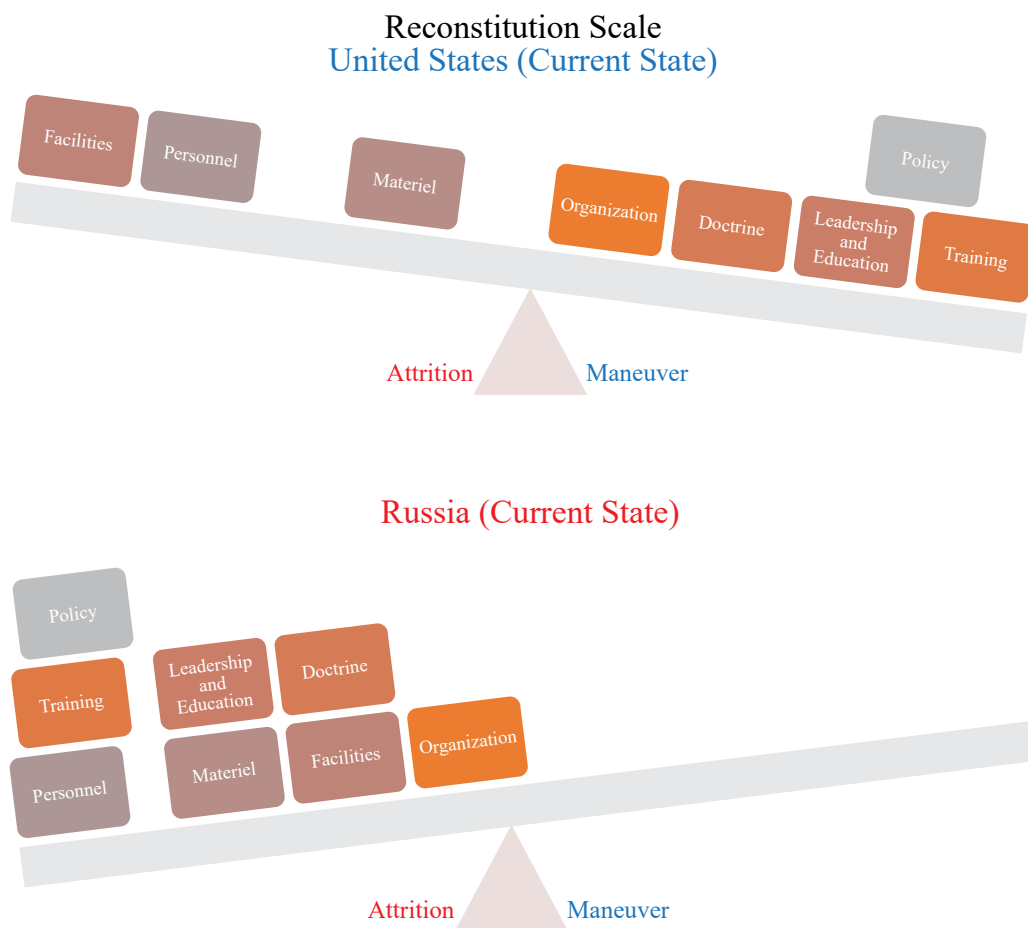 Reconstitution Scale
United States (Current State)
Facilities
Personnel
Materiel
Organization
Doctrine
Leadership
and
Education
Policy
Training
Attrition
Maneuver
Russia (Current State)
Policy
Training
Personnel
Leadership
and
Education
Doctrine
Materiel
Facilities
Organization
Attrition
Maneuver